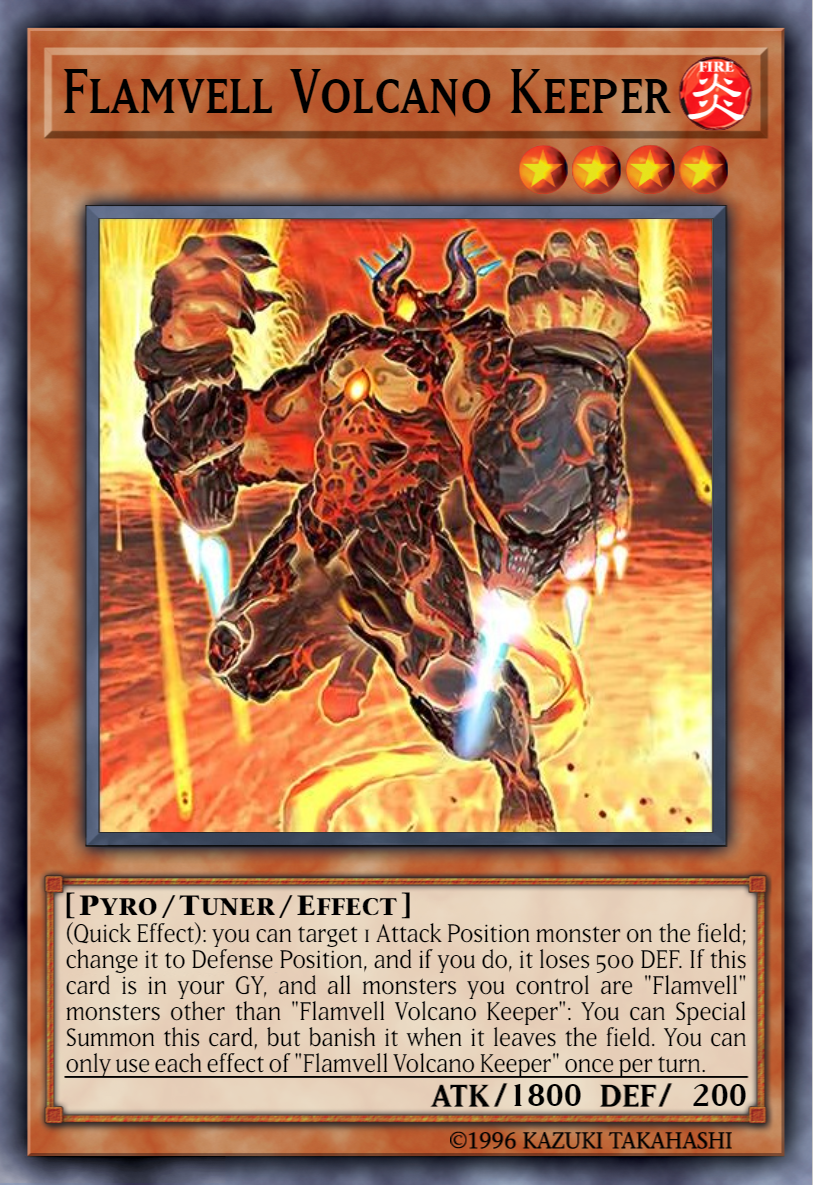 Flamvell Volcano Keeper
FIRE
炎
[ Pyro / Tuner / Effect ]
(Quick Effect): you can target 1 Attack Position monster on the field;
change it to Defense Position, and if you do, it loses 500 DEF. If this
card is in your GY, and all monsters you control are "Flamvell"
monsters other than "Flamvell Volcano Keeper": You can Special
Summon this card, but banish it when it leaves the field. You can
only use each effect of "Flamvell Volcano Keeper" once per turn.
ATK/1800 DEF/ 200
©1996 KAZUKI TAKAHASHI